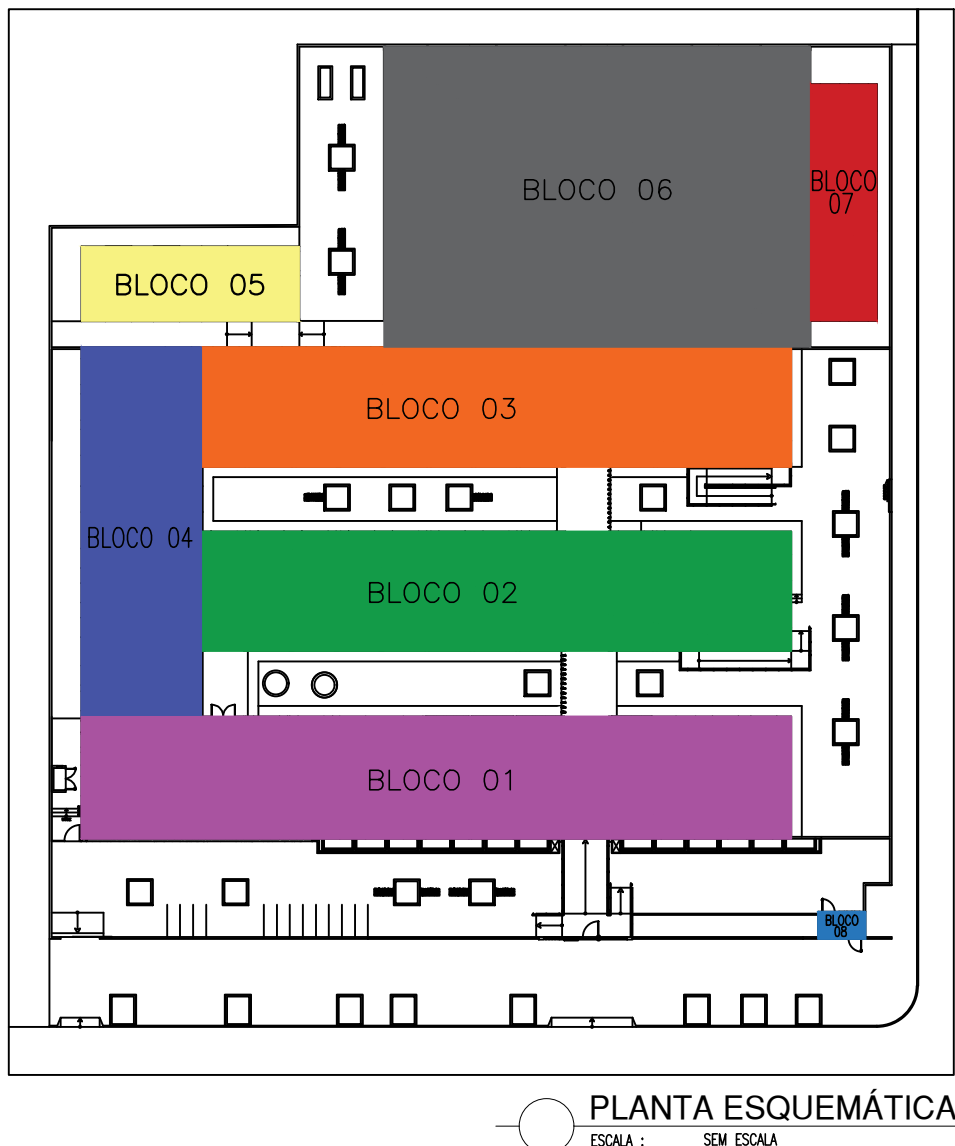 BLOCO 06
BLOCO
07
BLOCO 05
BLOCO 03
BLOCO 04
BLOCO 02
BLOCO 01
BLOCO
08
PLANTA ESQUEMÁTICA
ESCALA : SEM ESCALA